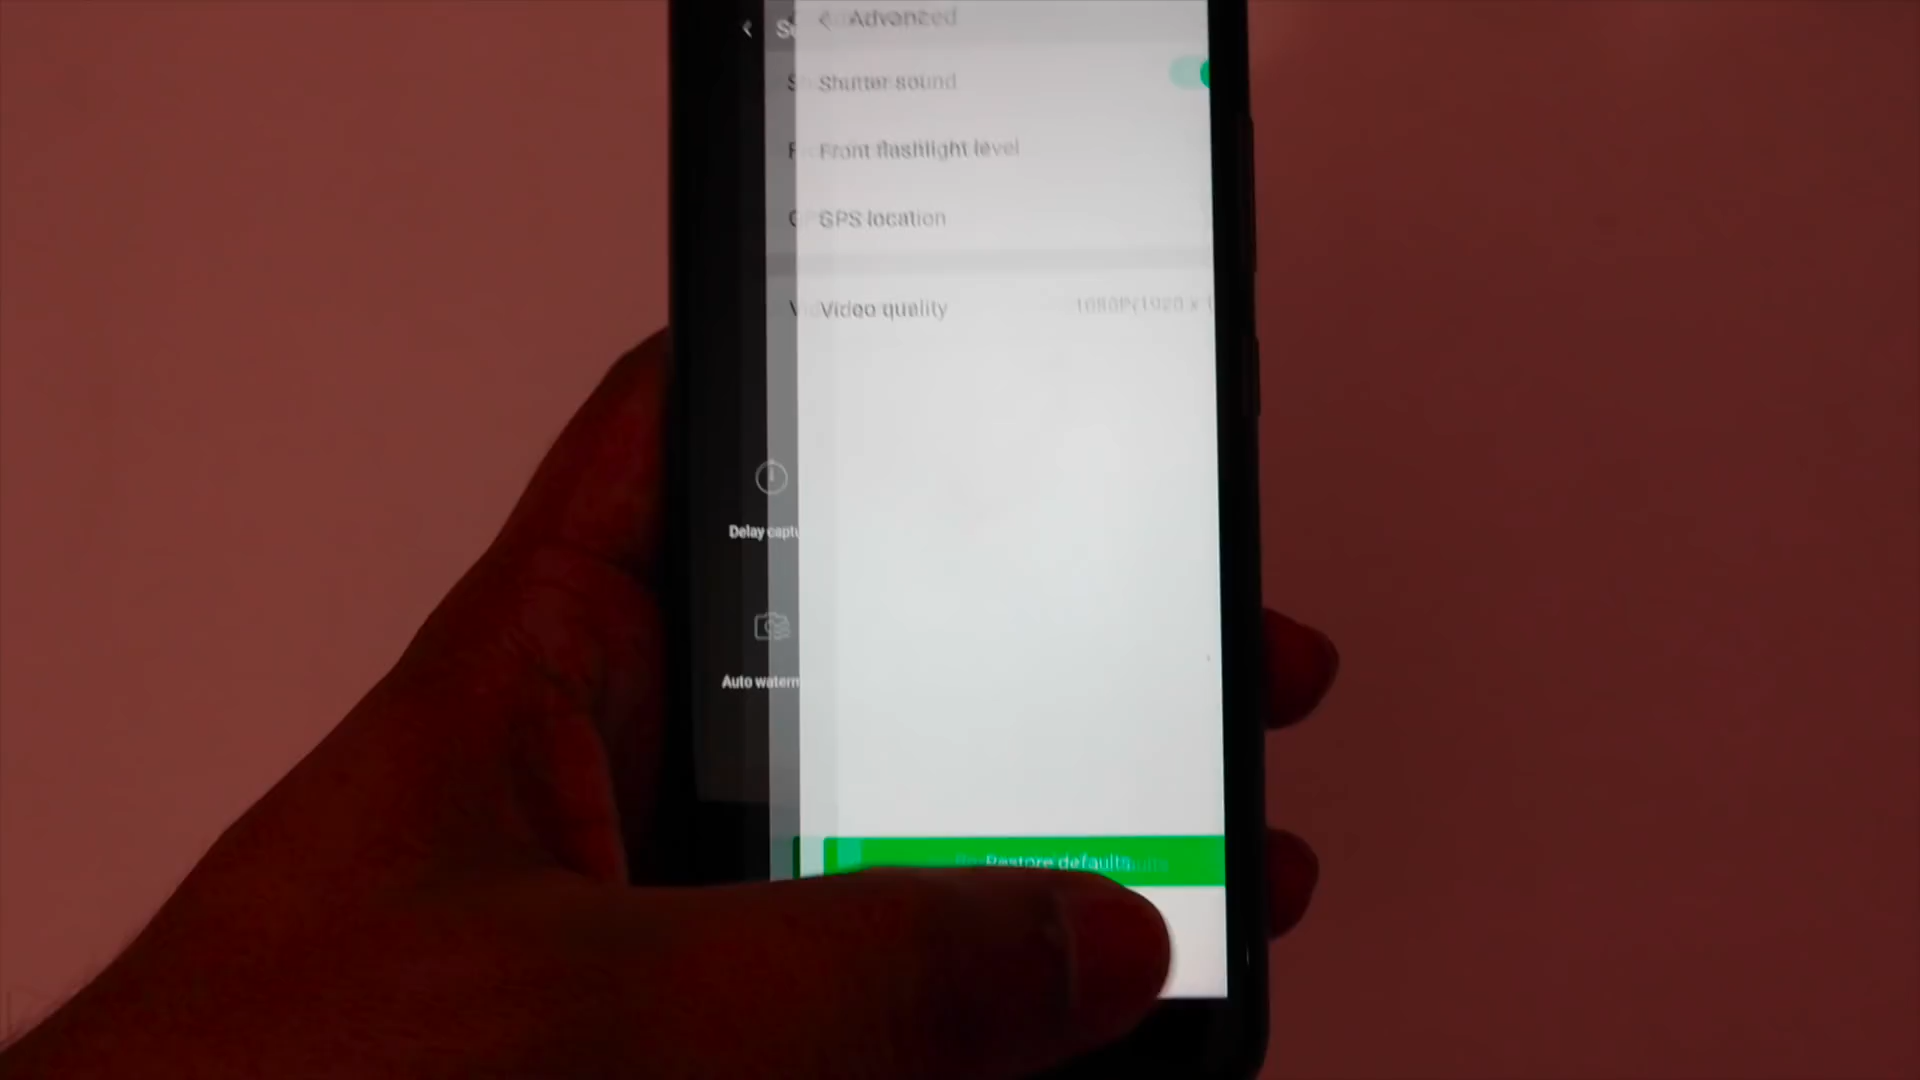 Advanced
Shutter sound
Front flashlight level
GPS location
Video quality 1080P(1920 x
Delay captu
Auto waterm
Restore defaults